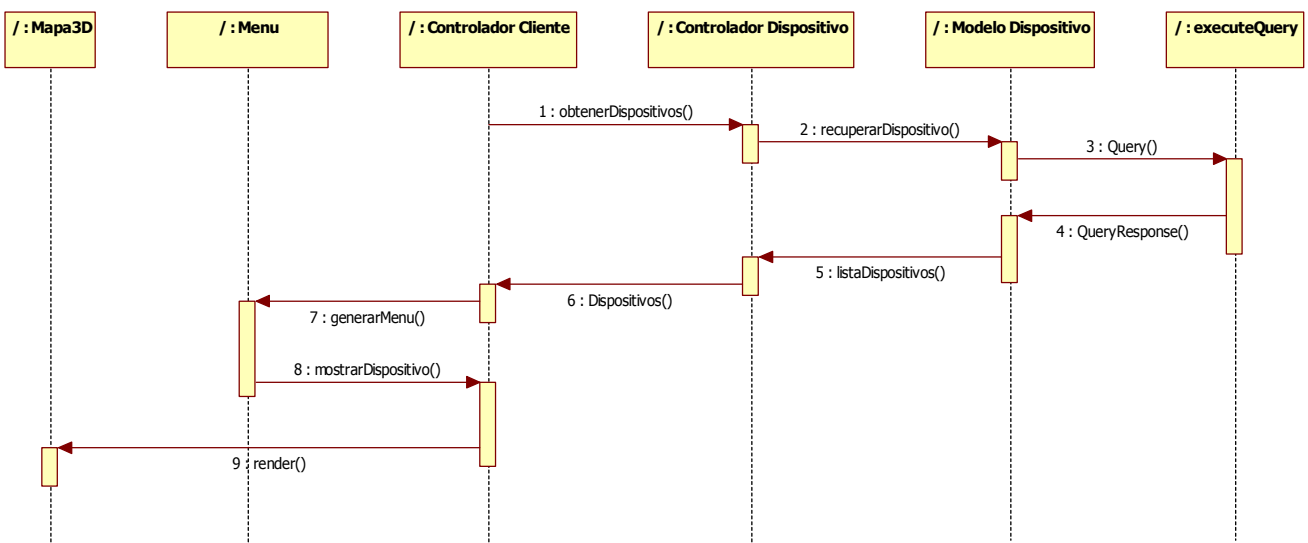 / : Mapa3D
/ : Menu
/ : Controlador Cliente
/ : Controlador Dispositivo
/ : Modelo Dispositivo
/ : executeQuery
1 : obtenerDispositivos()
2 : recuperarDispositivo()
3 : Query()
4 : QueryResponse()
5 : listaDispositivos()
6 : Dispositivos()
7 : generarMenu()
8 : mostrarDispositivo()
9 : render()